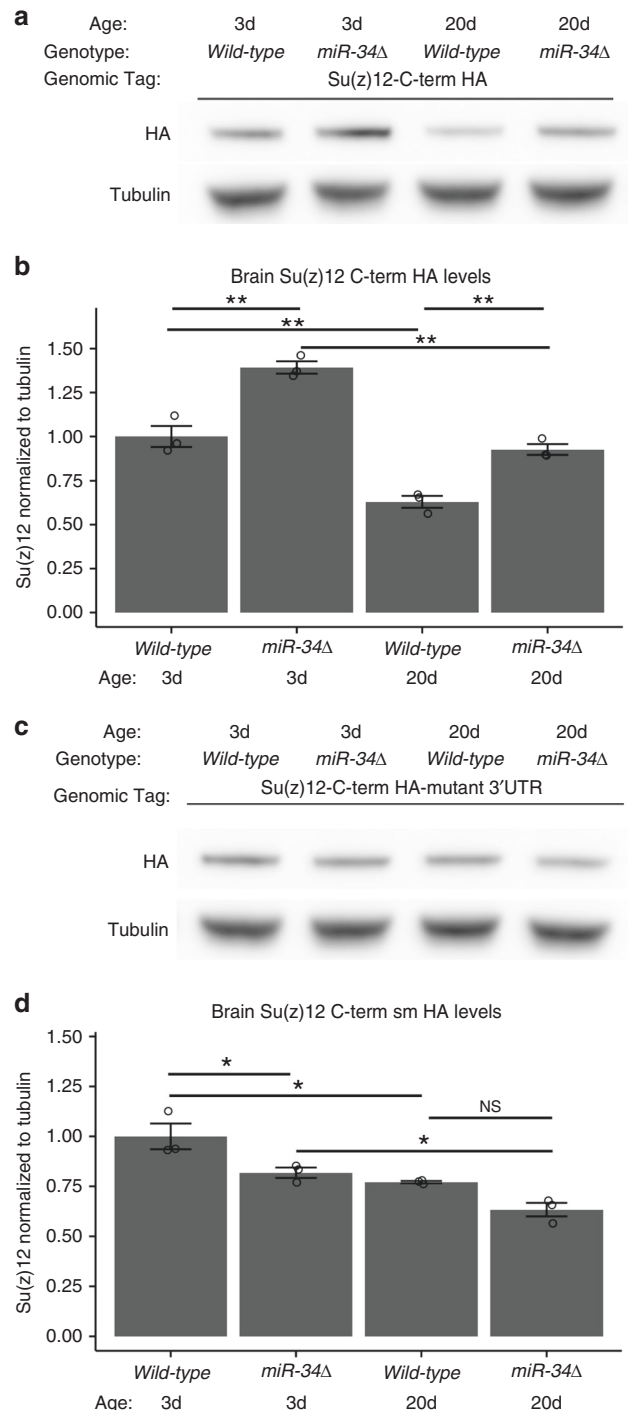 a
Age: 3d 3d 20d 20d
Genotype: Wild-type miR-34Δ Wild-type miR-34Δ
Genomic Tag: Su(z)12-C-term HA
HA
Tubulin
b
Brain Su(z)12 C-term HA levels
** **
**
**
Su(z)12 normalized to tubulin
1.50
1.00
0.75
0.50
0.25
0.00
Wild-type miR-34Δ Wild-type miR-34Δ
Age: 3d 3d 20d 20d
c
Age: 3d 3d 20d 20d
Genotype: Wild-type miR-34Δ Wild-type miR-34Δ
Genomic Tag: Su(z)12-C-term HA-mutant 3′UTR
HA
Tubulin
d
Brain Su(z)12 C-term sm HA levels
Su(z)12 normalized to tubulin
1.50
1.25
1.00
0.75
0.50
0.25
0.00
*
*
NS
*
Wild-type miR-34Δ Wild-type miR-34Δ
Age: 3d 3d 20d 20d